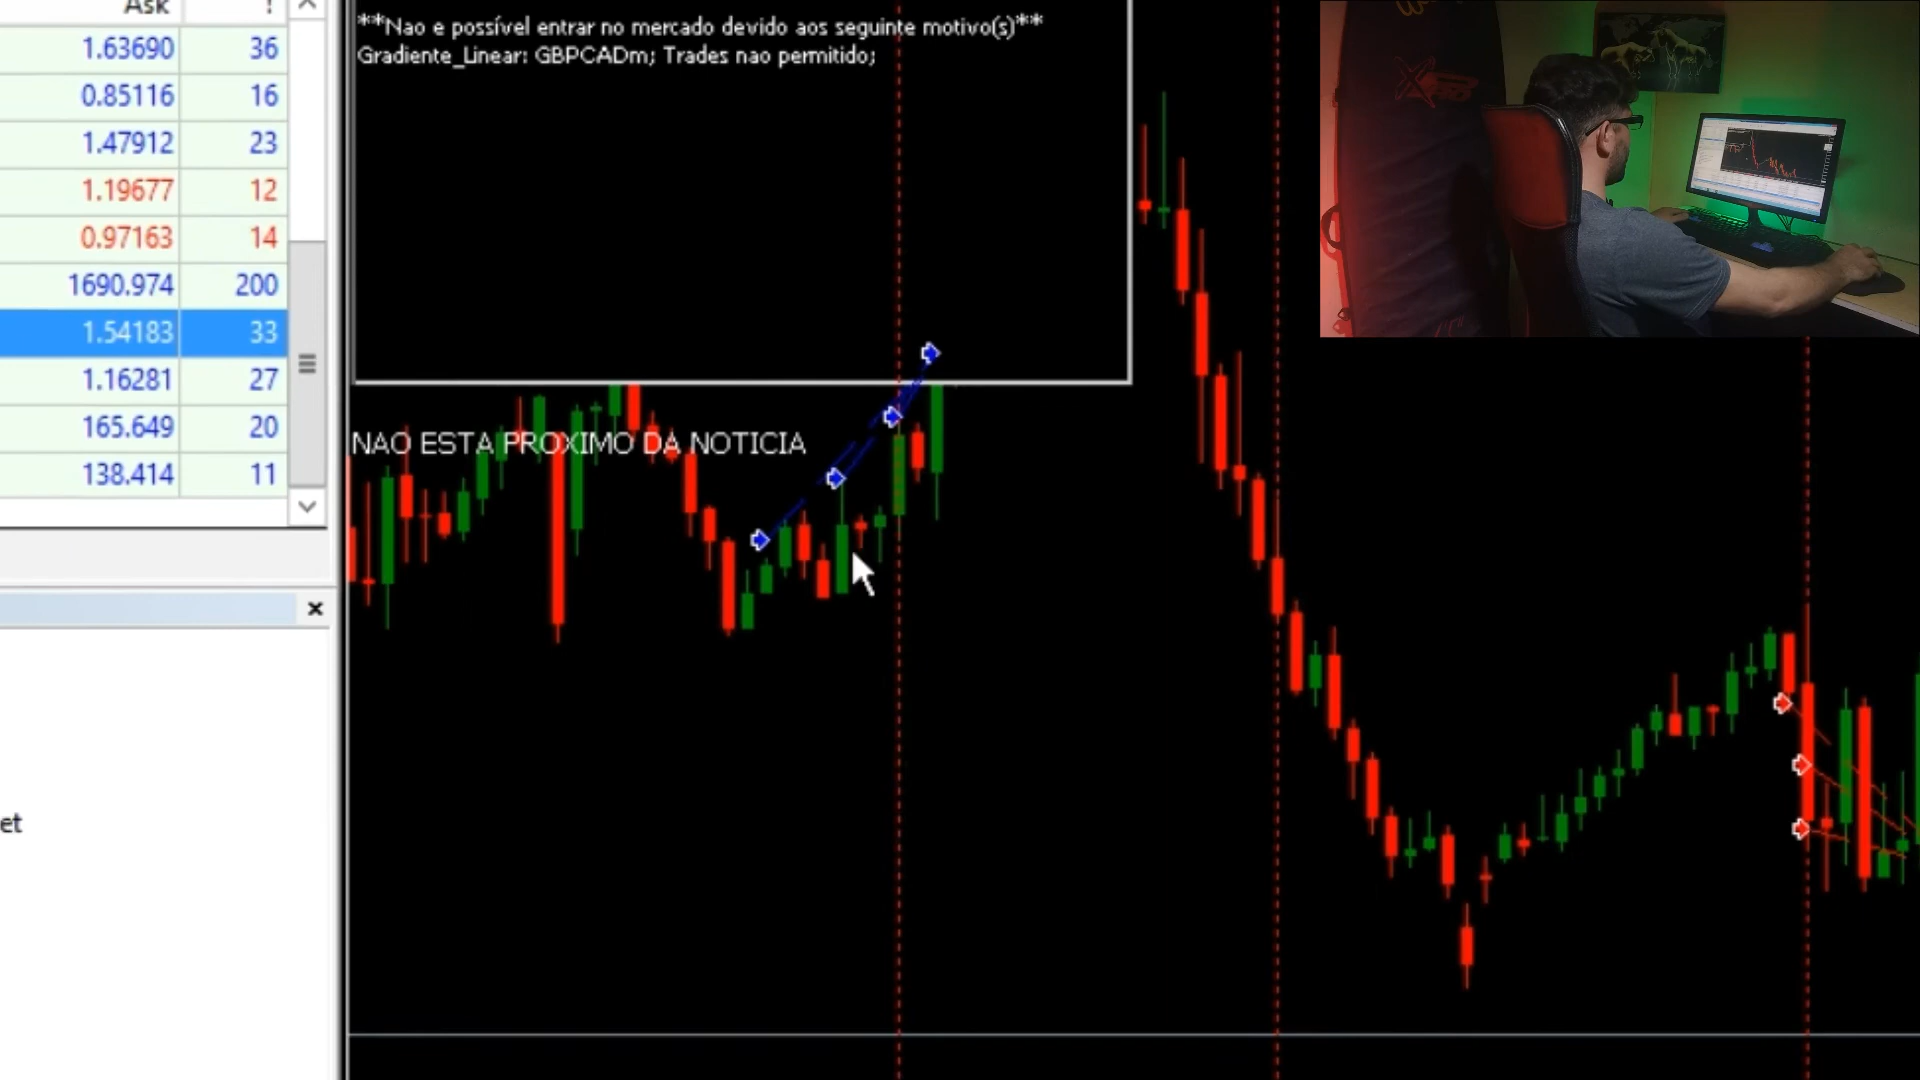 Ask !
1.63690 36
0.85116 16
1.47912 23
1.19677 12
0.97163 14
1690.974 200
1.54183 33
1.16281 27
165.649 20
138.414 11
et
**Nao e possível entrar no mercado devido aos seguinte motivo(s)**
Gradiente_Linear: GBPCADm; Trades nao permitido;
NAO ESTA PROXIMO DA NOTICIA